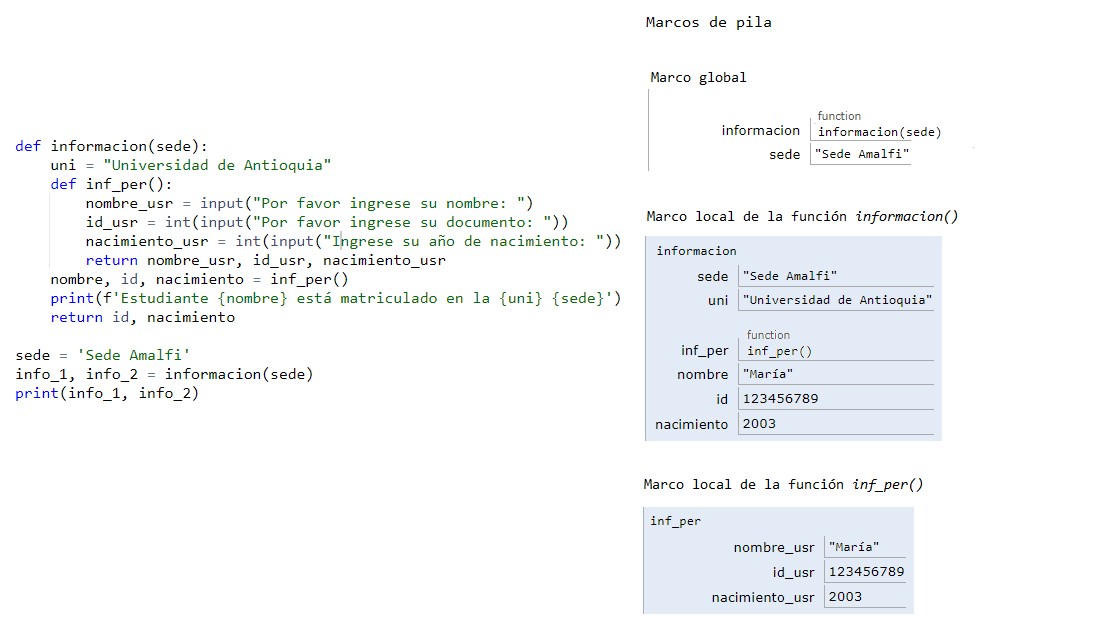 def informacion(sede):
    uni = "Universidad de Antioquia"
    def inf_per():
        nombre_usr = input("Por favor ingrese su nombre: ")
        id_usr = int(input("Por favor ingrese su documento: "))
        nacimiento_usr = int(input("Ingrese su año de nacimiento: "))
        return nombre_usr, id_usr, nacimiento_usr
    nombre, id, nacimiento = inf_per()
    print(f'Estudiante {nombre} está matriculado en la {uni} {sede}')
    return id, nacimiento

sede = 'Sede Amalfi'
info_1, info_2 = informacion(sede)
print(info_1, info_2)
Marcos de pila
Marco global
function
informacion informacion(sede)
sede "Sede Amalfi"
Marco local de la función informacion()
informacion
sede "Sede Amalfi"
uni "Universidad de Antioquia"
function
inf_per inf_per()
nombre "María"
id 123456789
nacimiento 2003
Marco local de la función inf_per()
inf_per
nombre_usr "María"
id_usr 123456789
nacimiento_usr 2003